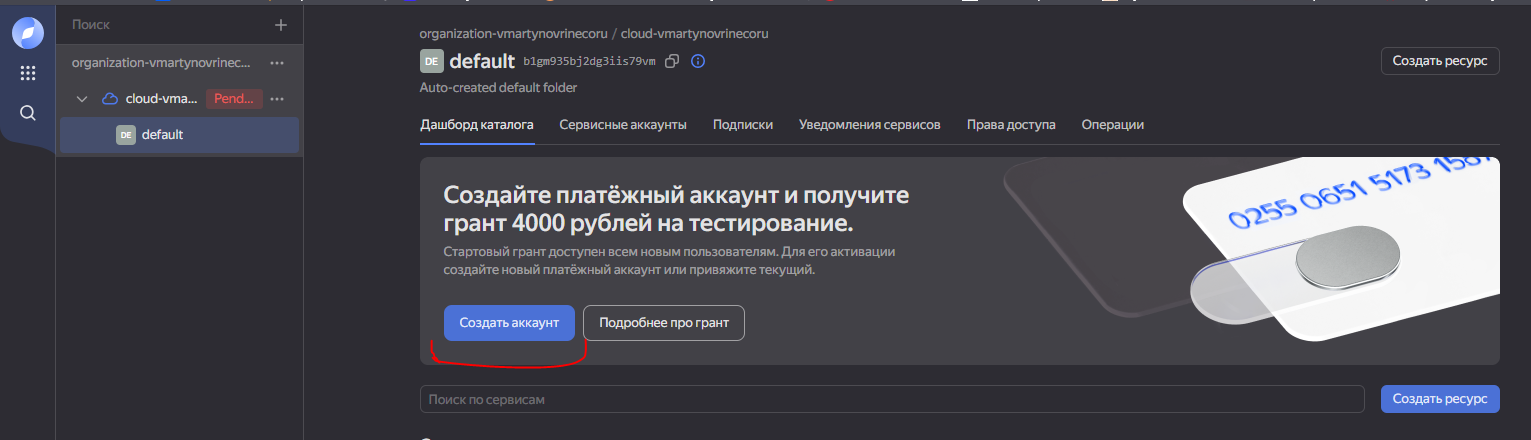 Поиск
organization-vmartynovrinec...
cloud-vma... Pend...
DE default
organization-vmartynovrinecoru / cloud-vmartynovrinecoru
DE default b1gm935bj2dg3iis79vm
Создать ресурс
Auto-created default folder
Дашборд каталога Сервисные аккаунты Подписки Уведомления сервисов Права доступа Операции
Создайте платёжный аккаунт и получите
грант 4000 рублей на тестирование.
Стартовый грант доступен всем новым пользователям. Для его активации
создайте новый платёжный аккаунт или привяжите текущий.
Создать аккаунт Подробнее про грант
0255 0651 5173
Поиск по сервисам Создать ресурс